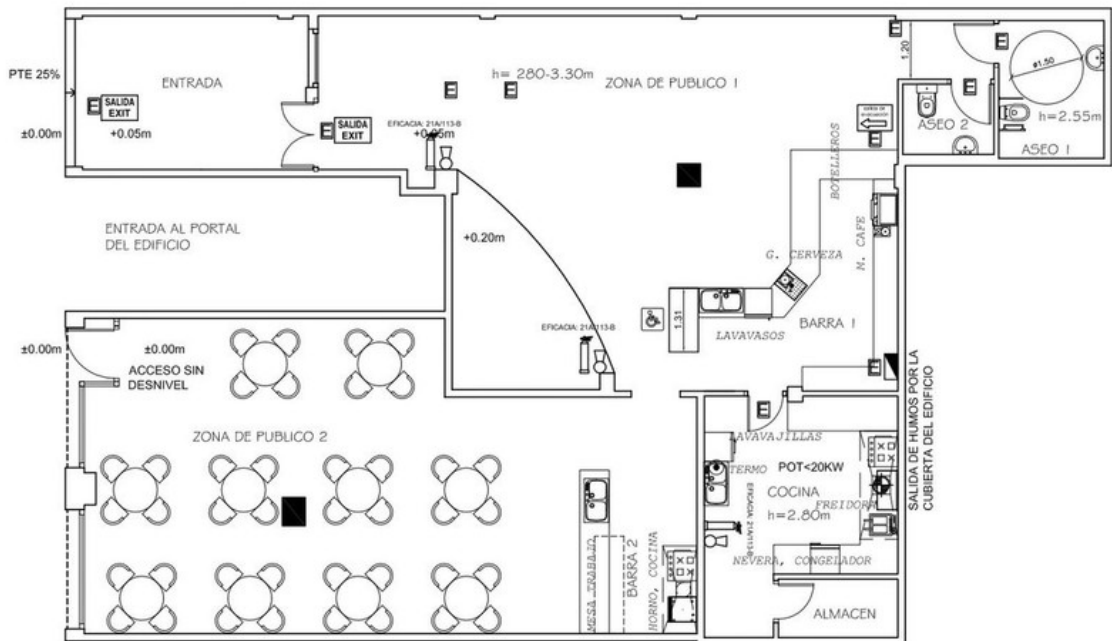 PTE 25%
ENTRADA
h= 280-3.30m
ZONA DE PUBLICO 1
1.20
ø1.50
SALIDA
EXIT
SALIDA
EXIT
EFICACIA: 21A/113-B
±0.00m
+0.05m
+0.05m
ASEO 2
h=2.55m
ASEO 1
BOTELLEROS
ENTRADA AL PORTAL
DEL EDIFICIO
+0.20m
G. CERVEZA
M. CAFE
EFICACIA: 21A/113-B
1.31
LAVAVASOS
BARRA 1
±0.00m
±0.00m
ACCESO SIN
DESNIVEL
SALIDA DE HUMOS POR LA
CUBIERTA DEL EDIFICIO
ZONA DE PUBLICO 2
LAVAVAJILLAS
TERMO
POT<20KW
COCINA
FREIDORA
h=2.80m
EFICACIA: 21A/113-B
NEVERA, CONGELADOR
MESA TRABAJO
BARRA 2
HORNO, COCINA
ALMACEN